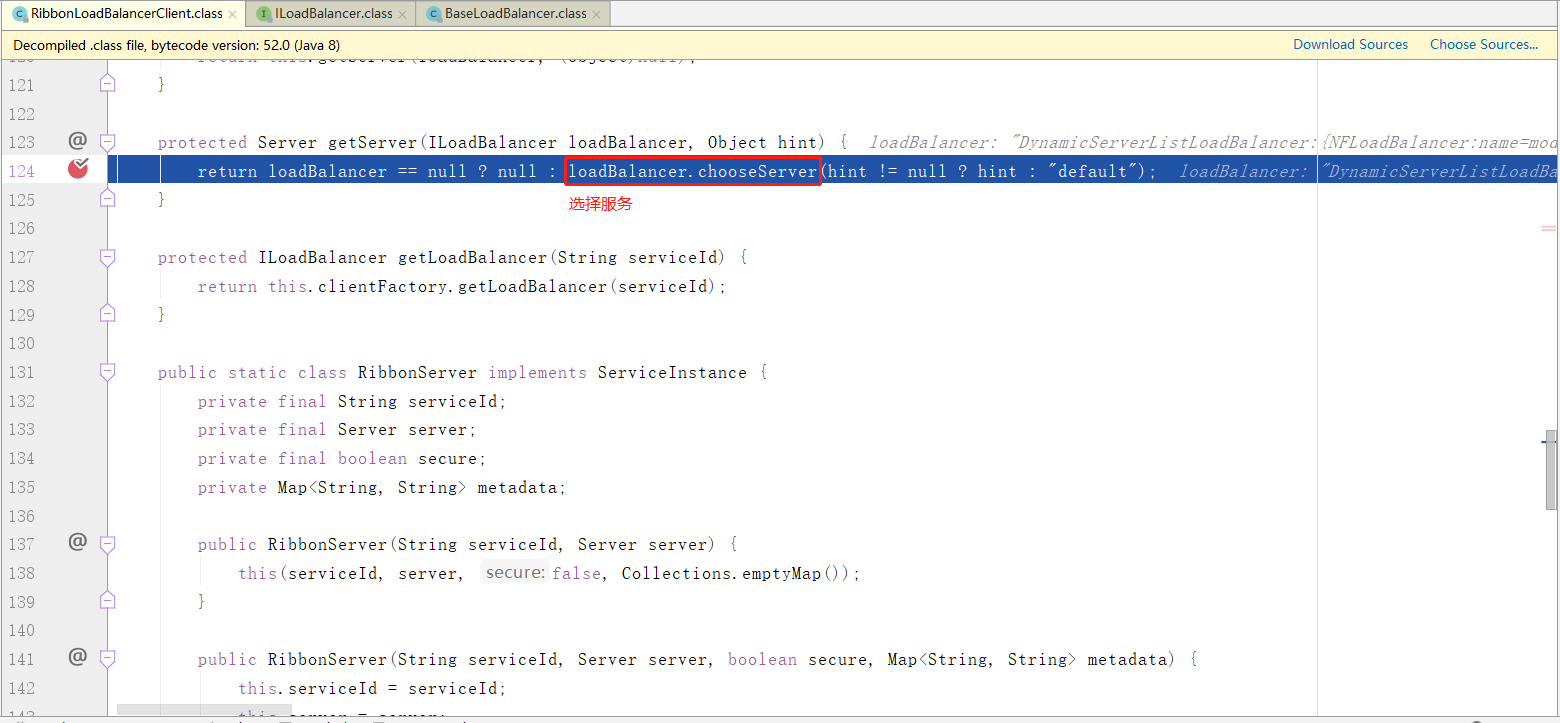 RibbonLoadBalancerClient.class ILoadBalancer.class BaseLoadBalancer.class
Decompiled .class file, bytecode version: 52.0 (Java 8) Download Sources Choose Sources...
121 }
122
123 @ protected Server getServer(ILoadBalancer loadBalancer, Object hint) { loadBalancer: "DynamicServerListLoadBalancer:{NFLoadBalancer:name=mod
124 return loadBalancer == null ? null : loadBalancer.chooseServer(hint != null ? hint : "default"); loadBalancer: "DynamicServerListLoadBa
125 }
选择服务
126
127 protected ILoadBalancer getLoadBalancer(String serviceId) {
128 return this.clientFactory.getLoadBalancer(serviceId);
129 }
130
131 public static class RibbonServer implements ServiceInstance {
132 private final String serviceId;
133 private final Server server;
134 private final boolean secure;
135 private Map<String, String> metadata;
136
137 @ public RibbonServer(String serviceId, Server server) {
138 this(serviceId, server, secure: false, Collections.emptyMap());
139 }
140
141 @ public RibbonServer(String serviceId, Server server, boolean secure, Map<String, String> metadata) {
142 this.serviceId = serviceId;